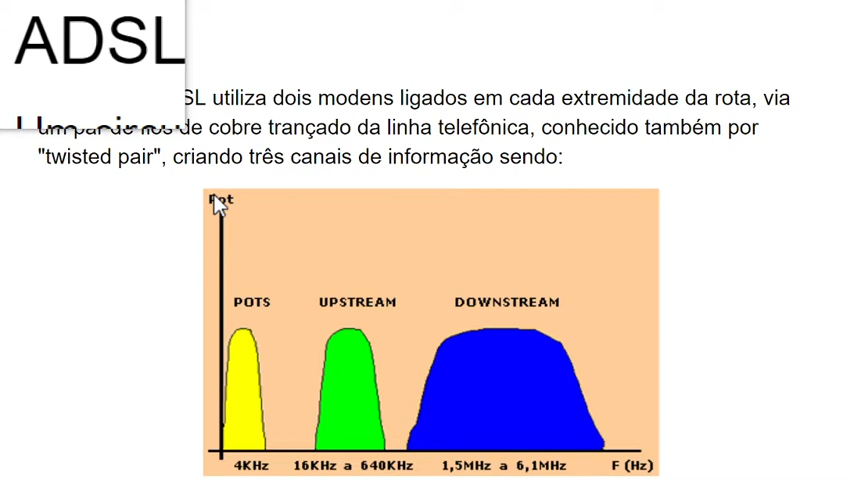 ADSL
SL utiliza dois modens ligados em cada extremidade da rota, via
de cobre trançado da linha telefônica, conhecido também por
"twisted pair", criando três canais de informação sendo:
Pot
POTS UPSTREAM DOWNSTREAM
4KHz 16KHz a 640KHz 1,5MHz a 6,1MHz F (Hz)